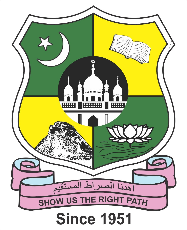 اهدنا الصراط المستقيم
SHOW US THE RIGHT PATH
Since 1951